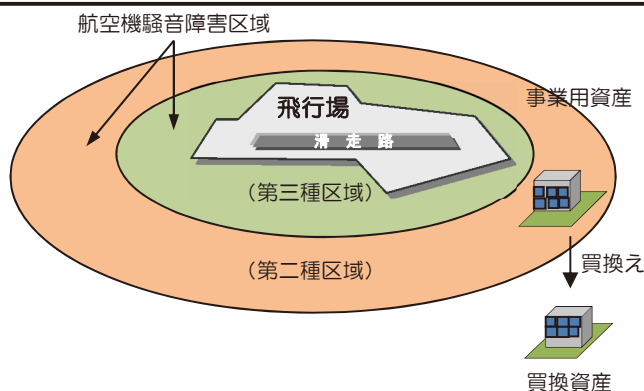 航空機騒音障害区域
事業用資産
飛行場
滑走路
（第三種区域）
（第二種区域）
買換え
買換資産